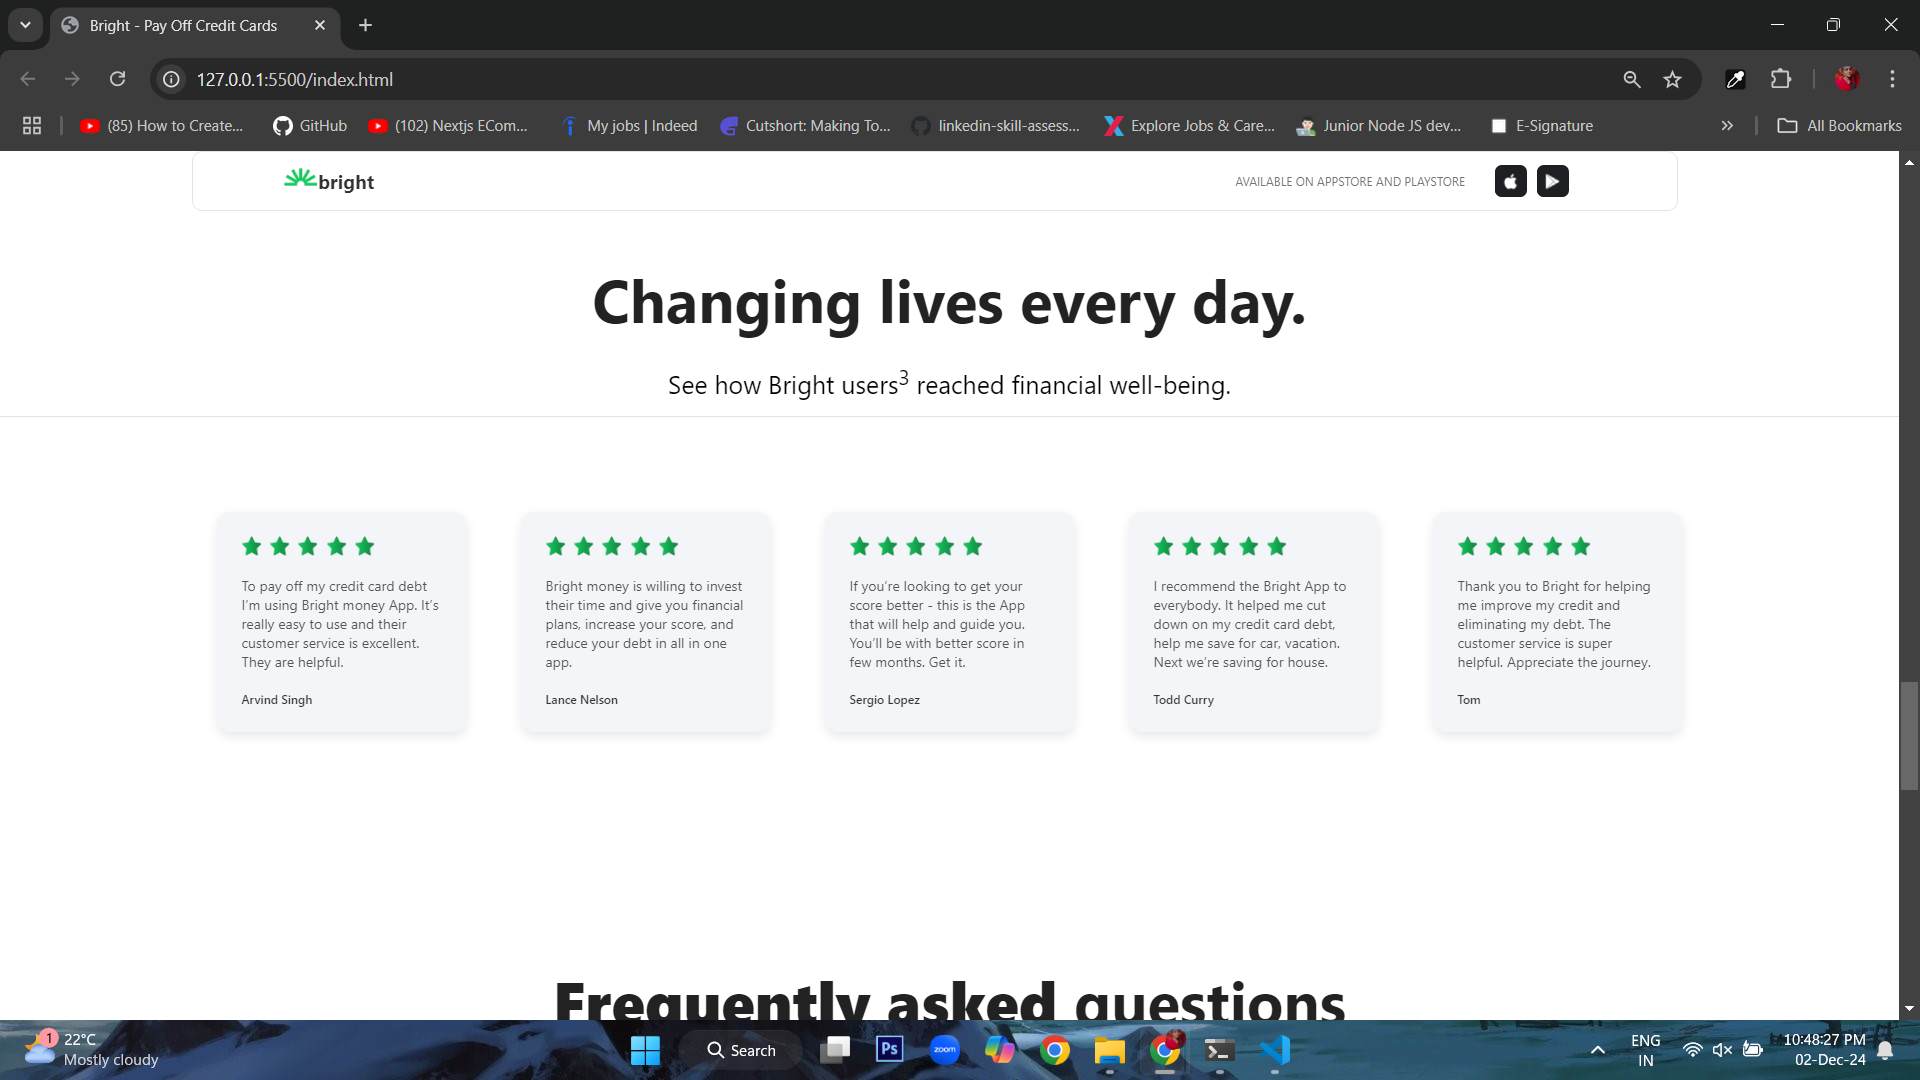 Bright - Pay Off Credit Cards
127.0.0.1:5500/index.html
(85) How to Create...
GitHub
(102) Nextjs ECom...
My jobs | Indeed
Cutshort: Making To...
linkedin-skill-assess...
Explore Jobs & Care...
Junior Node JS dev...
E-Signature
All Bookmarks
bright
AVAILABLE ON APPSTORE AND PLAYSTORE
Changing lives every day.
See how Bright users3 reached financial well-being.
To pay off my credit card debt
I’m using Bright money App. It’s
really easy to use and their
customer service is excellent.
They are helpful.
Arvind Singh
Bright money is willing to invest
their time and give you financial
plans, increase your score, and
reduce your debt in all in one
app.
Lance Nelson
If you’re looking to get your
score better - this is the App
that will help and guide you.
You’ll be with better score in
few months. Get it.
Sergio Lopez
I recommend the Bright App to
everybody. It helped me cut
down on my credit card debt,
help me save for car, vacation.
Next we’re saving for house.
Todd Curry
Thank you to Bright for helping
me improve my credit and
eliminating my debt. The
customer service is super
helpful. Appreciate the journey.
Tom
Frequently asked questions
1
22°C
Mostly cloudy
Search
Ps
zoom
ENG
IN
10:48:27 PM
02-Dec-24